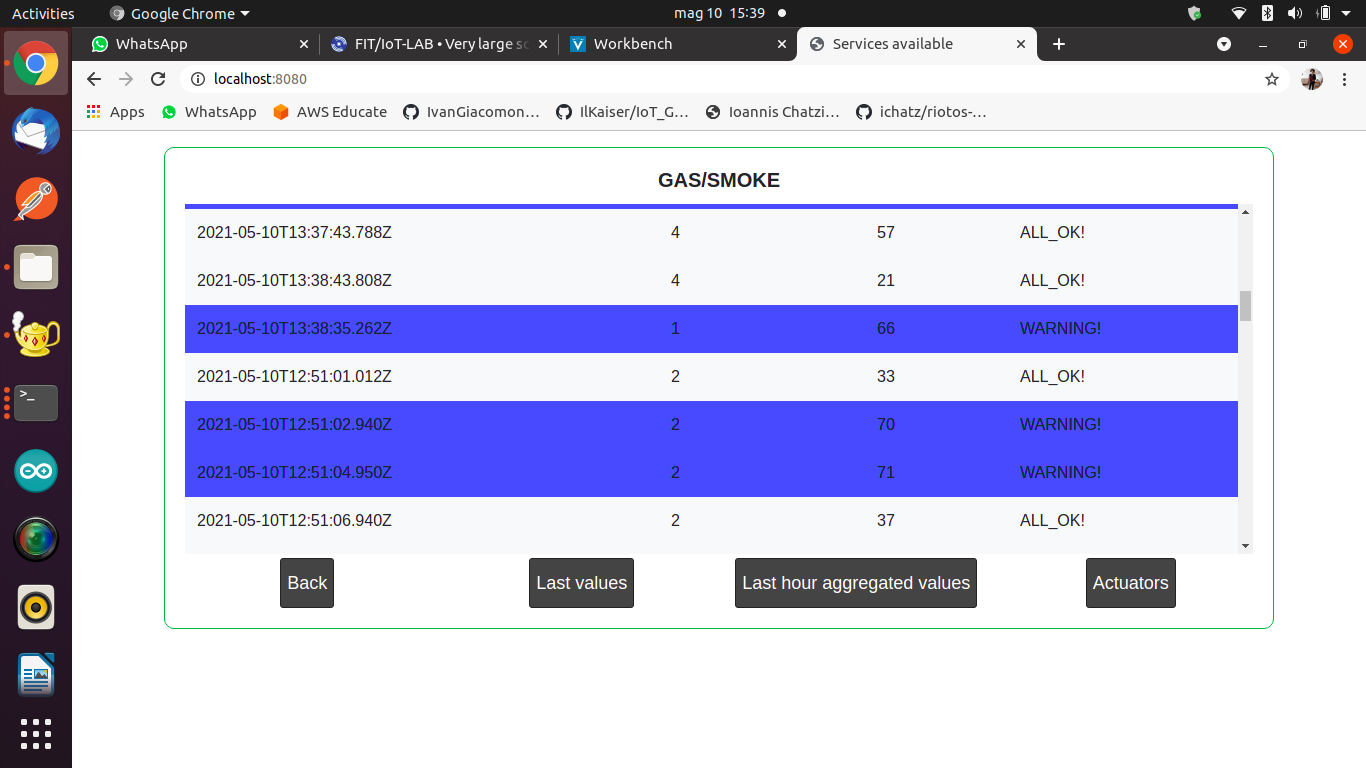 Activities Google Chrome mag 10 15:39
WhatsApp FIT/IoT-LAB • Very large sc Workbench Services available
localhost:8080
Apps WhatsApp AWS Educate IvanGiacomon… IlKaiser/IoT_G… Ioannis Chatzi… ichatz/riotos-…
GAS/SMOKE
2021-05-10T13:37:43.788Z 4 57 ALL_OK!
2021-05-10T13:38:43.808Z 4 21 ALL_OK!
2021-05-10T13:38:35.262Z 1 66 WARNING!
2021-05-10T12:51:01.012Z 2 33 ALL_OK!
2021-05-10T12:51:02.940Z 2 70 WARNING!
2021-05-10T12:51:04.950Z 2 71 WARNING!
2021-05-10T12:51:06.940Z 2 37 ALL_OK!
Back Last values Last hour aggregated values Actuators